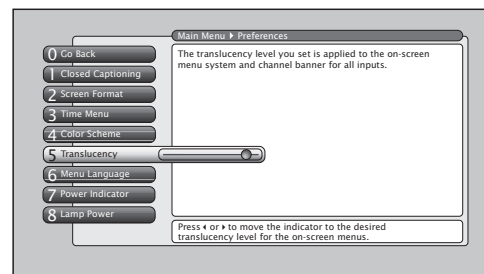 Main Menu ▸ Preferences
0 Go Back
1 Closed Captioning
2 Screen Format
3 Time Menu
4 Color Scheme
5 Translucency
6 Menu Language
7 Power Indicator
8 Lamp Power
The translucency level you set is applied to the on-screen
menu system and channel banner for all inputs.
Press ◂ or ▸ to move the indicator to the desired
translucency level for the on-screen menus.